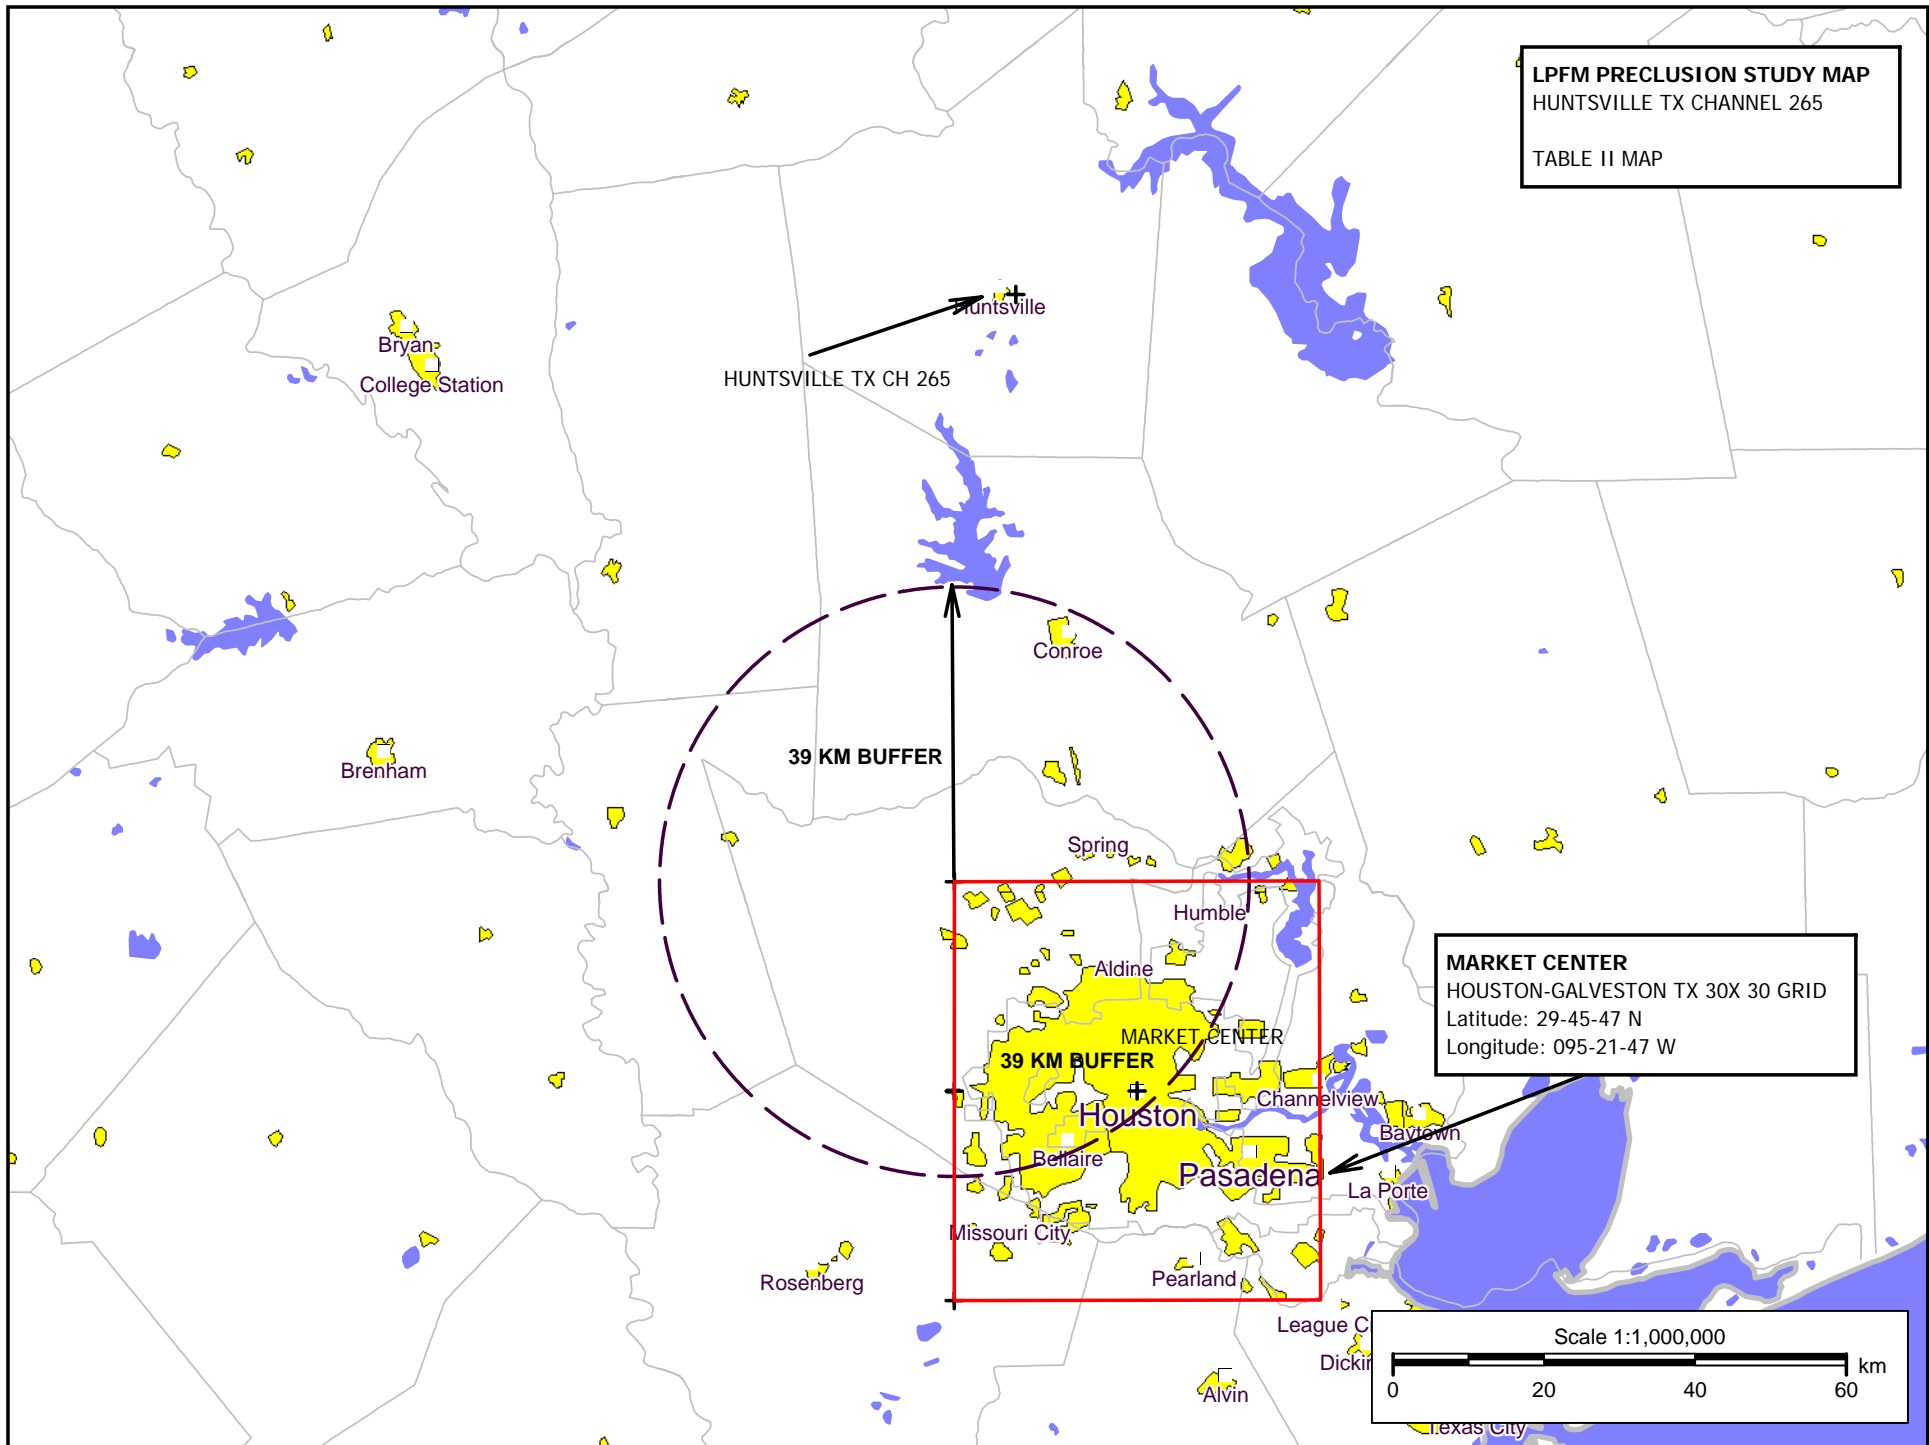 LPFM PRECLUSION STUDY MAP
HUNTSVILLE TX CHANNEL 265
TABLE II MAP
Huntsville
Bryan
College Station
HUNTSVILLE TX CH 265
Conroe
39 KM BUFFER
Brenham
Spring
Humble
MARKET CENTER
HOUSTON-GALVESTON TX 30X 30 GRID
Latitude: 29-45-47 N
Longitude: 095-21-47 W
Aldine
MARKET CENTER
39 KM BUFFER
Channelview
Houston
Baytown
Bellaire
Pasadena
La Porte
Missouri City
Rosenberg
Pearland
League C
Dickin
Scale 1:1,000,000
km
0 20 40 60
Alvin
Texas City